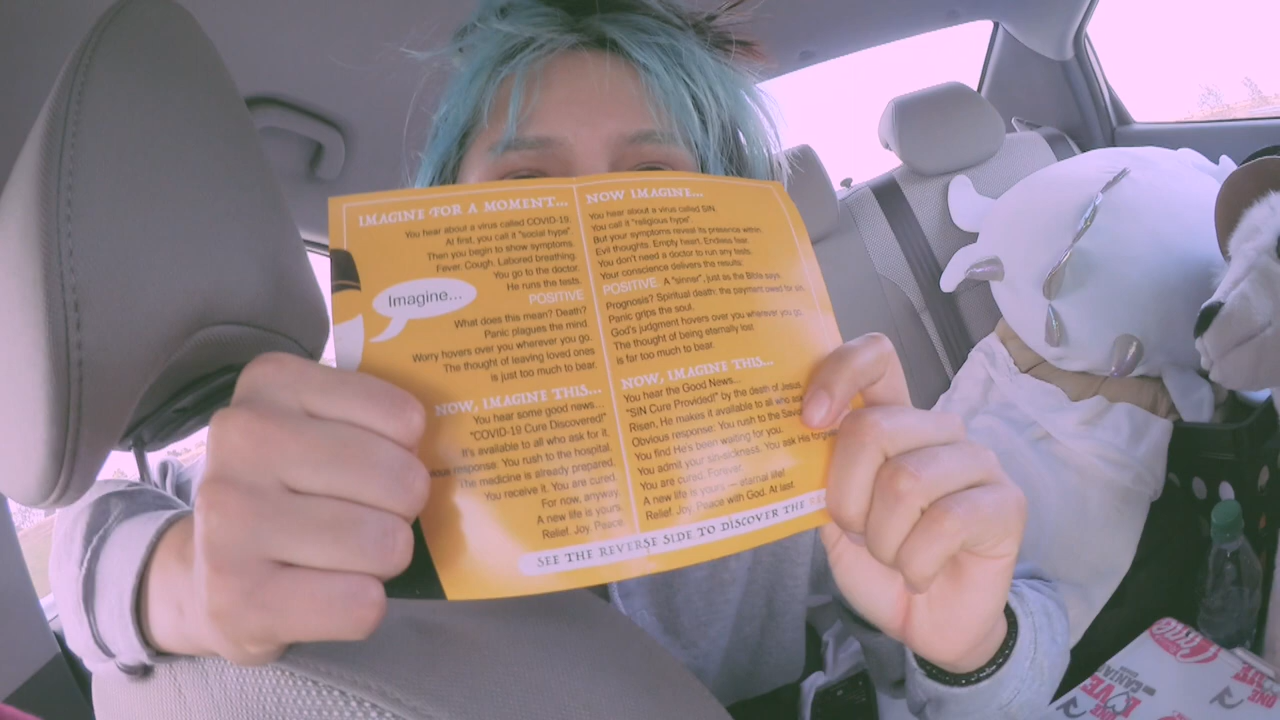 IMAGINE FOR A MOMENT...
You hear about a virus called COVID-19.
At first, you call it "social hype".
Then you begin to show symptoms.
Fever. Cough. Labored breathing.
You go to the doctor.
He runs the tests.
POSITIVE
Imagine...
What does this mean? Death?
Panic plagues the mind.
Worry hovers over you wherever you go.
The thought of leaving loved ones
is just too much to bear.
NOW, IMAGINE THIS...
You hear some good news...
"COVID-19 Cure Discovered!"
It's available to all who ask for it.
response: You rush to the hospital.
The medicine is already prepared.
You receive it. You are cured.
For now, anyway.
A new life is yours.
Relief. Joy. Peace.
NOW IMAGINE...
You hear about a virus called SIN.
You call it "religious hype".
But your symptoms reveal its presence within.
Evil thoughts. Empty heart. Endless fear.
You don't need a doctor to run any tests.
Your conscience delivers the results:
POSITIVE. A "sinner", just as the Bible says.
Prognosis? Spiritual death; the payment owed for sin.
Panic grips the soul.
God's judgment hovers over you wherever you go.
The thought of being eternally lost
is far too much to bear.
NOW, IMAGINE THIS...
You hear the Good News...
"SIN Cure Provided!" by the death of Jesus.
Risen, He makes it available to all who
Obvious response: You rush to the
You find He's been waiting for you.
You admit your sin-sickness. You ask His
You are cured. Forever.
A new life is yours — eternal life!
Relief. Joy. Peace with God. At last.
SEE THE REVERSE SIDE TO DISCOVER THE